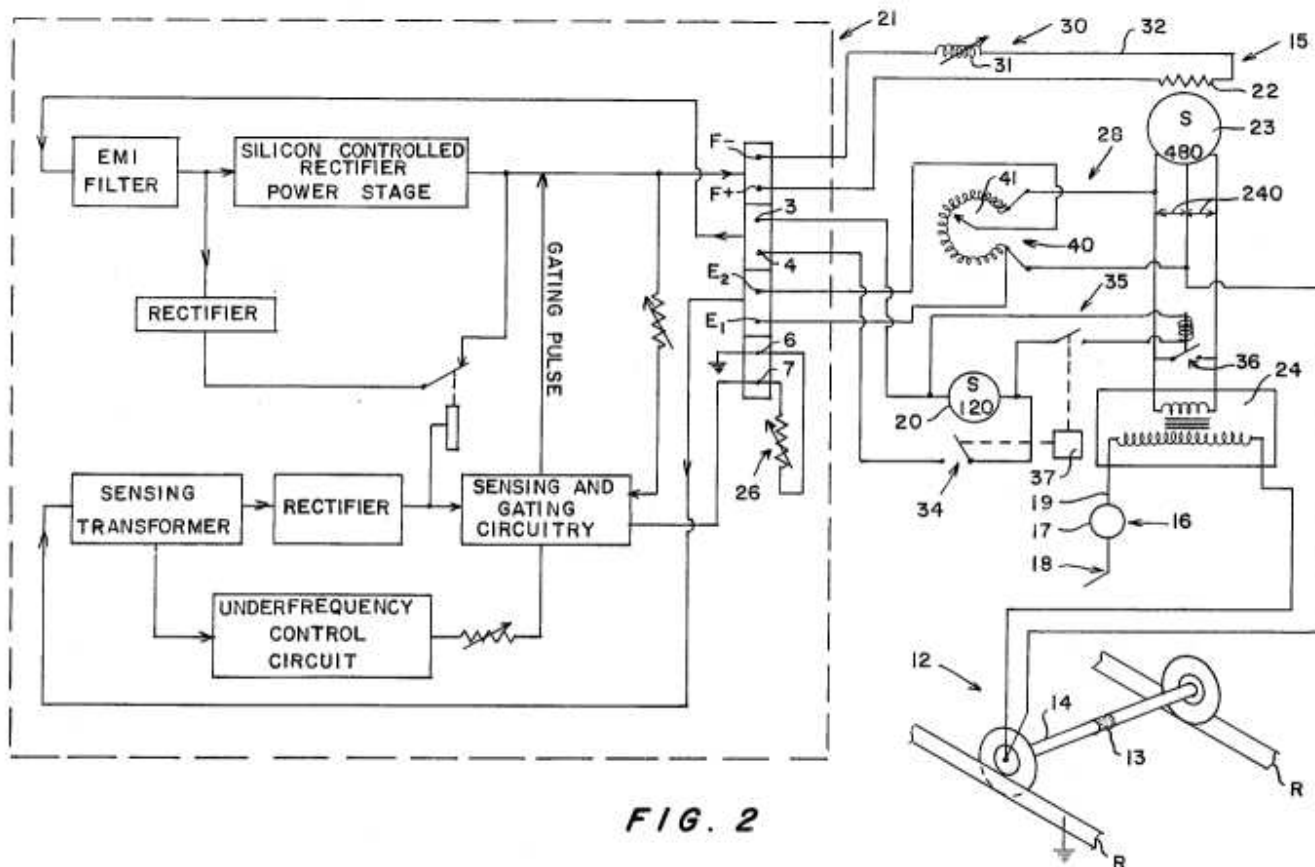 21
30
32
15
31
22
F-
S
23
480
28
EMI
FILTER
SILICON CONTROLLED
RECTIFIER
POWER STAGE
F+
3
41
240
40
4
GATING PULSE
E2
35
RECTIFIER
E1
6
36
7
S
120
20
24
26
37
34
SENSING
TRANSFORMER
RECTIFIER
SENSING AND
GATING
CIRCUITRY
19
17
16
18
UNDERFREQUENCY
CONTROL
CIRCUIT
12
14
13
R
R
FIG. 2